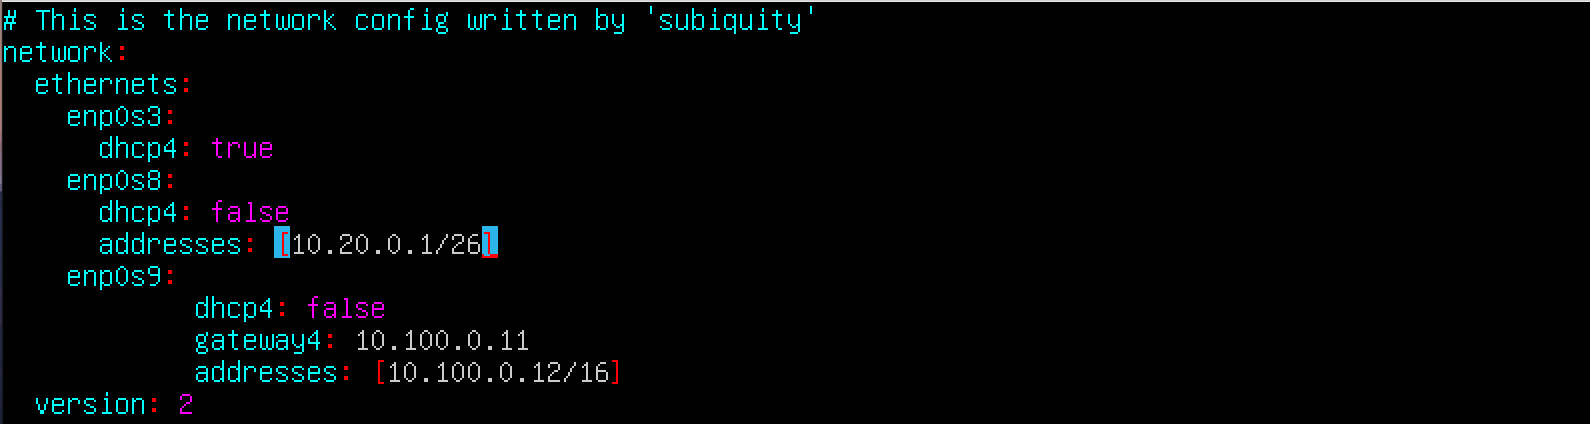 # This is the network config written by 'subiquity'
network:
  ethernets:
    enp0s3:
      dhcp4: true
    enp0s8:
      dhcp4: false
      addresses: [10.20.0.1/26]
    enp0s9:
            dhcp4: false
            gateway4: 10.100.0.11
            addresses: [10.100.0.12/16]
  version: 2